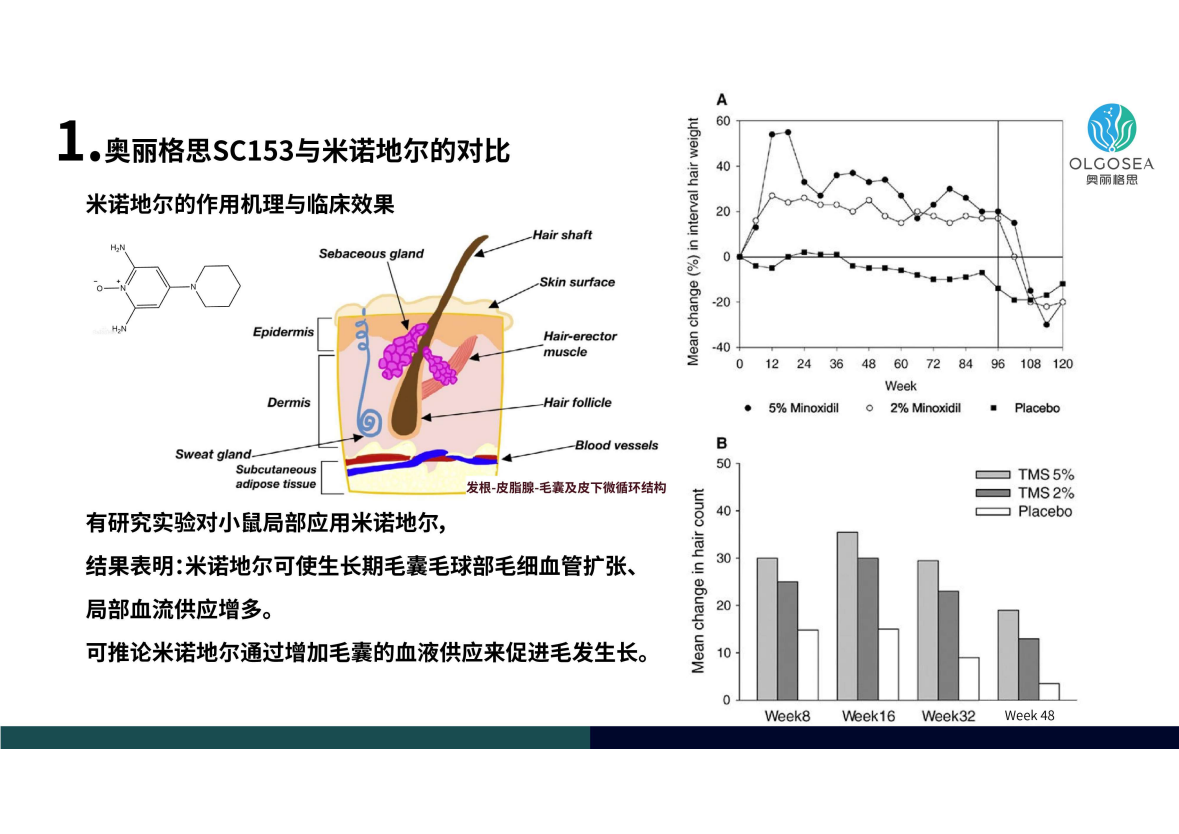 1.奥丽格思SC153与米诺地尔的对比
米诺地尔的作用机理与临床效果
H₂N
O⁻
N⁺
N
H₂N
Sebaceous gland
Hair shaft
Skin surface
Epidermis
Hair-erector
muscle
Dermis
Hair follicle
Sweat gland
Blood vessels
Subcutaneous
adipose tissue
发根-皮脂腺-毛囊及皮下微循环结构
有研究实验对小鼠局部应用米诺地尔,
结果表明:米诺地尔可使生长期毛囊毛球部毛细血管扩张、
局部血流供应增多。
可推论米诺地尔通过增加毛囊的血液供应来促进毛发生长。
A
Mean change (%) in interval hair weight
60
40
20
0
-20
-40
0 12 24 36 48 60 72 84 96 108 120
Week
5% Minoxidil 2% Minoxidil Placebo
OLGOSEA
奥丽格思
B
Mean change in hair count
50
40
30
20
10
0
TMS 5%
TMS 2%
Placebo
Week8 Week16 Week32 Week 48